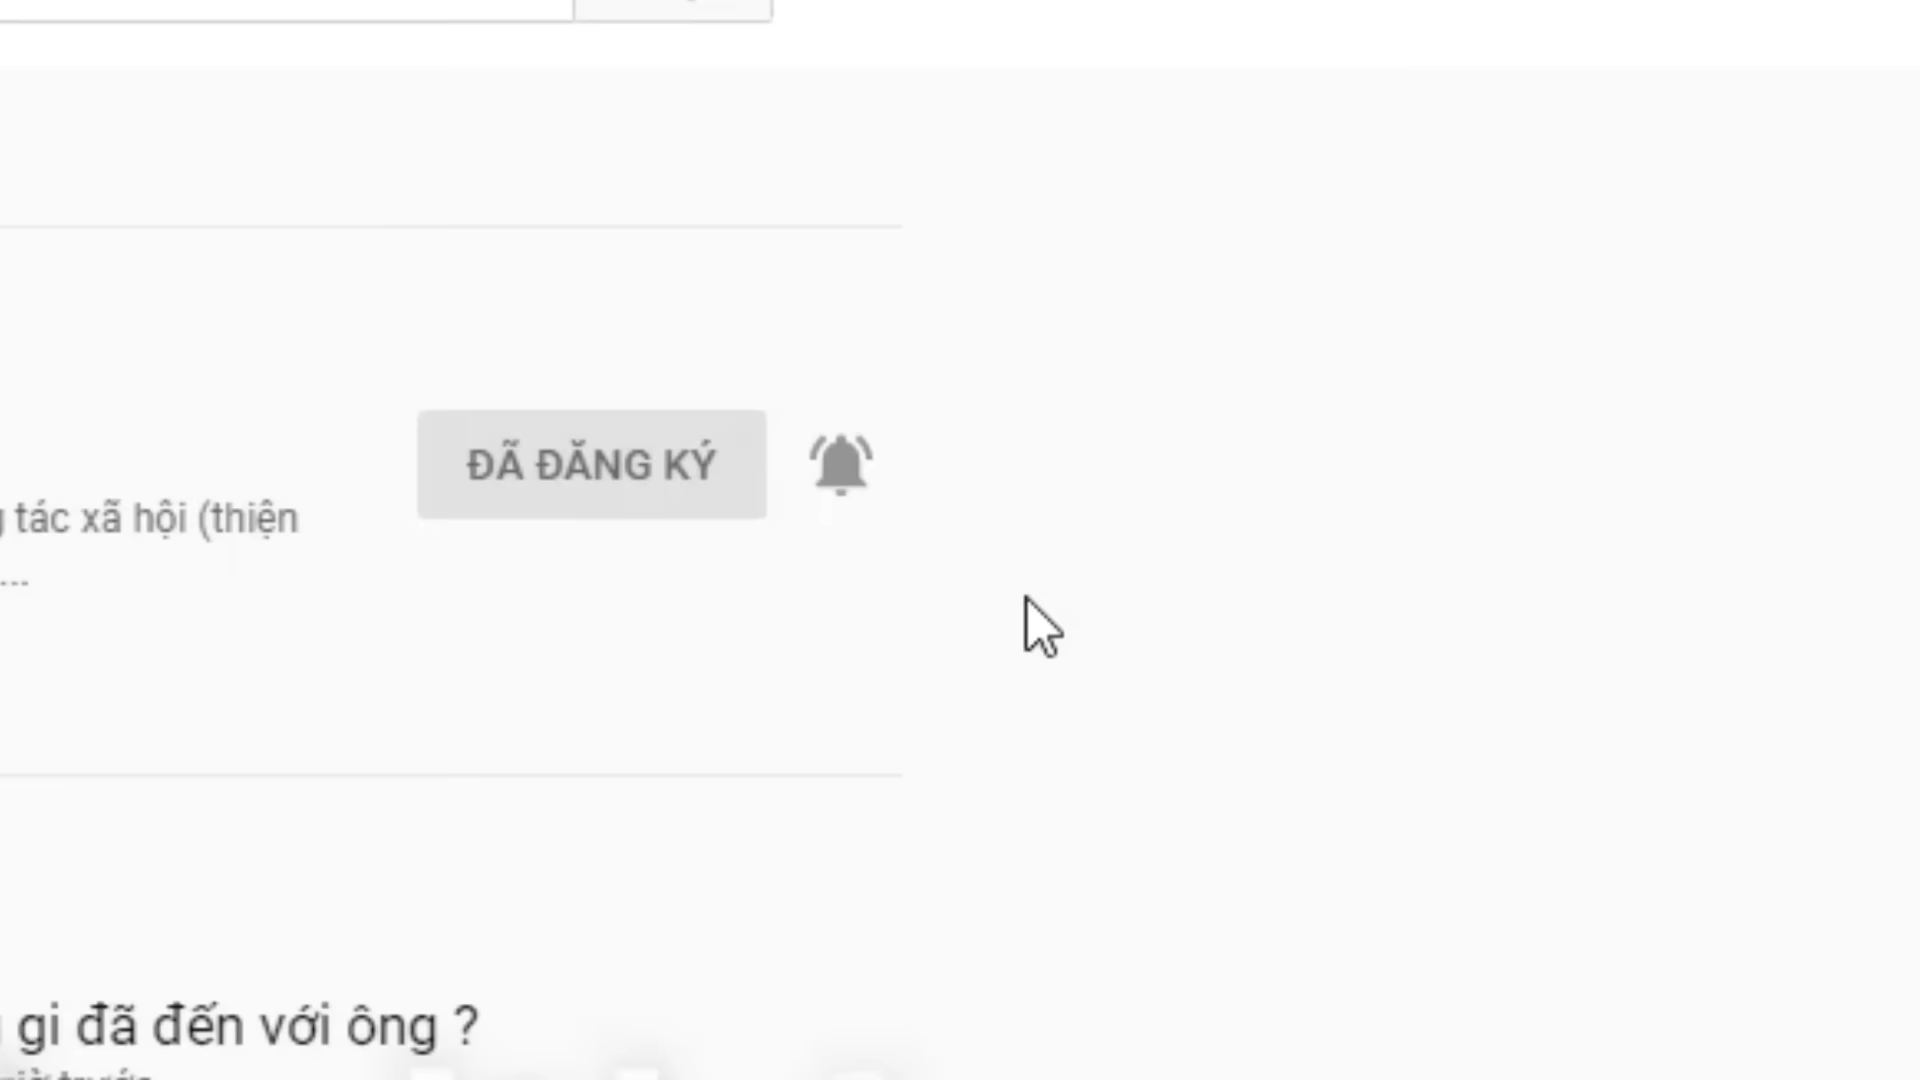 ĐÃ ĐĂNG KÝ
tác xã hội (thiện
...
gi đã đến với ông ?